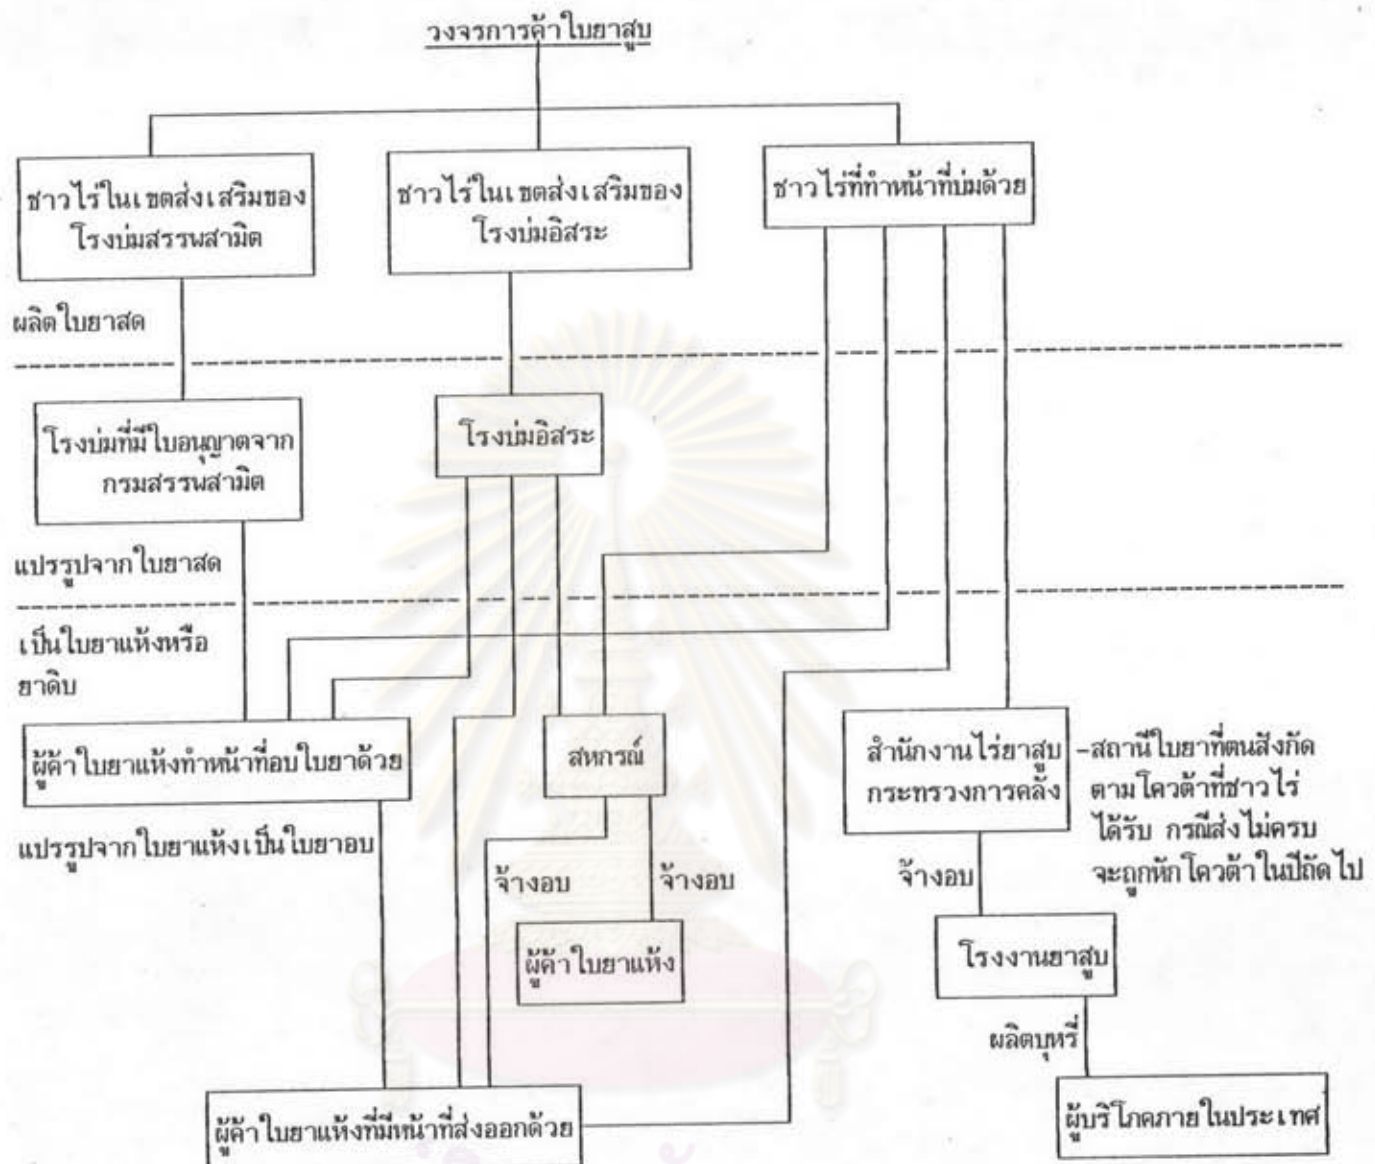 วงจรการค้าใบยาสูบ
ชาวไร่ในเขตส่งเสริมของ
โรงบ่มสรรพสามิต
ชาวไร่ในเขตส่งเสริมของ
โรงบ่มอิสระ
ชาวไร่ที่ทำหน้าที่บ่มด้วย
ผลิตใบยาสด
โรงบ่มที่มีใบอนุญาตจาก
กรมสรรพสามิต
โรงบ่มอิสระ
แปรรูปจากใบยาสด
เป็นใบยาแห้งหรือ
ยาดิบ
ผู้ค้าใบยาแห้งทำหน้าที่อบใบยาด้วย
สหกรณ์
สำนักงานไร่ยาสูบ
กระทรวงการคลัง
-สถานีใบยาที่ตนสังกัด
ตามโควต้าที่ชาวไร่
ได้รับ กรณีส่งไม่ครบ
จะถูกหักโควต้าในปีถัดไป
แปรรูปจากใบยาแห้งเป็นใบยาอบ
จ้างอบ
จ้างอบ
จ้างอบ
ผู้ค้าใบยาแห้ง
โรงงานยาสูบ
ผลิตบุหรี่
ผู้ค้าใบยาแห้งที่มีหน้าที่ส่งออกด้วย
ผู้บริโภคภายในประเทศ